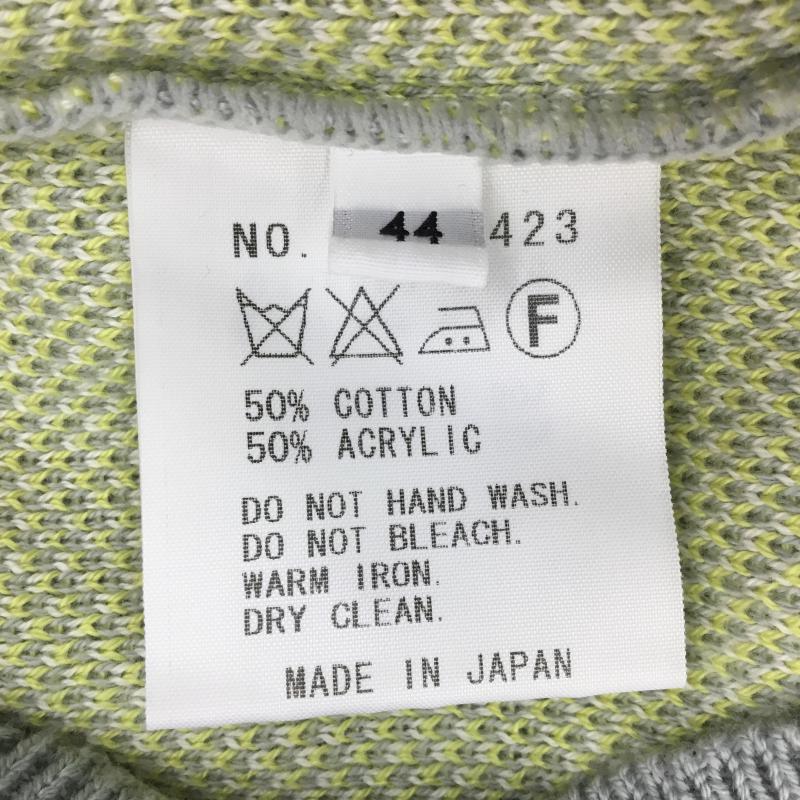 NO. 44 423
F
50% COTTON
50% ACRYLIC
DO NOT HAND WASH.
DO NOT BLEACH.
WARM IRON.
DRY CLEAN.
MADE IN JAPAN